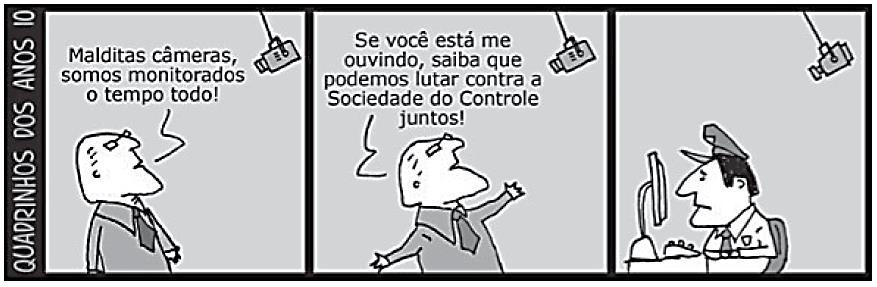 QUADRINHOS DOS ANOS 10
Malditas câmeras,
somos monitorados
o tempo todo!
Se você está me
ouvindo, saiba que
podemos lutar contra a
Sociedade do Controle
juntos!